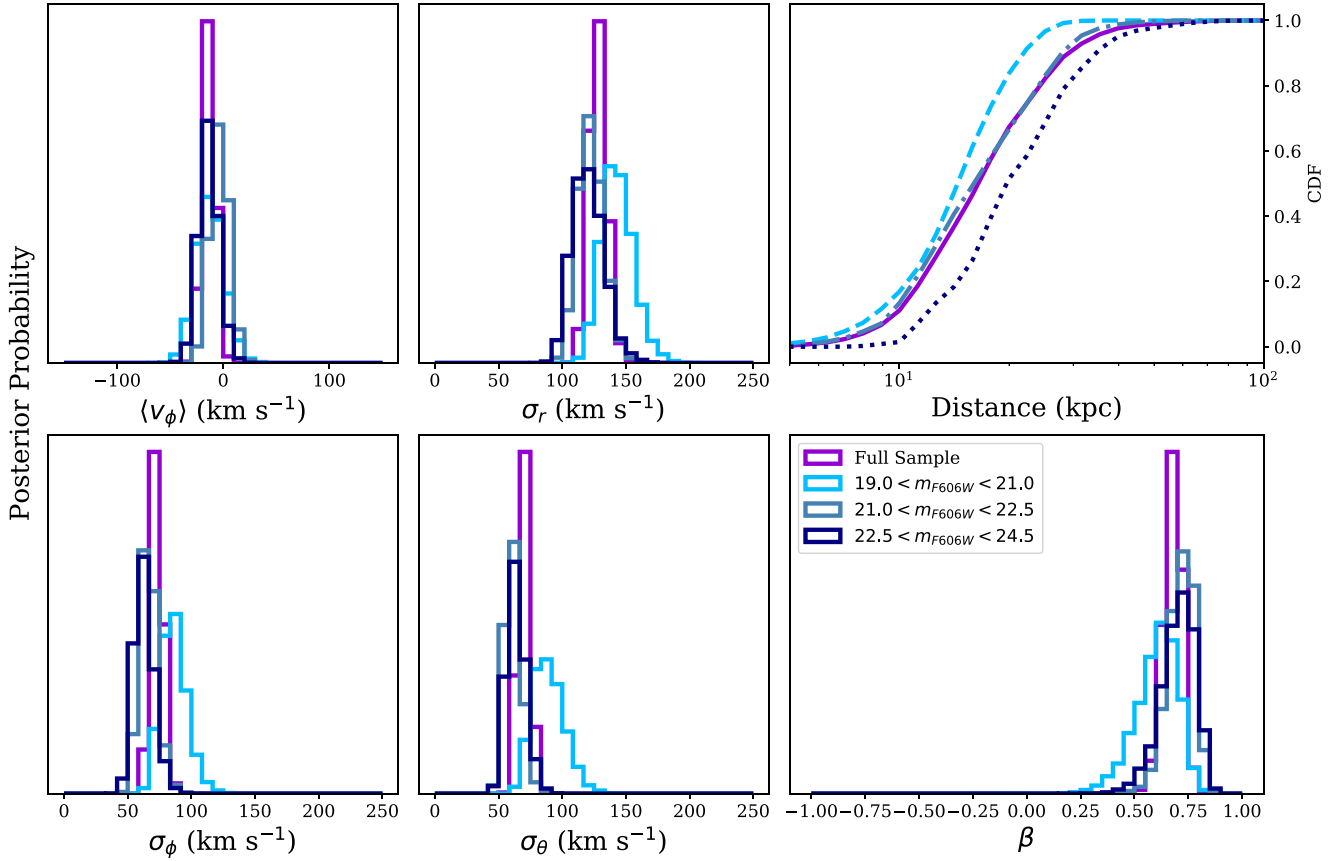 Posterior Probability
−100 0 100
⟨v_ϕ⟩ (km s⁻¹)
0 50 100 150 200 250
σ_r (km s⁻¹)
10¹ 10²
Distance (kpc)
0.0 0.2 0.4 0.6 0.8 1.0
CDF
0 50 100 150 200 250
σ_ϕ (km s⁻¹)
0 50 100 150 200 250
σ_θ (km s⁻¹)
Full Sample
19.0 < m_F606W < 21.0
21.0 < m_F606W < 22.5
22.5 < m_F606W < 24.5
−1.00 −0.75 −0.50 −0.25 0.00 0.25 0.50 0.75 1.00
β